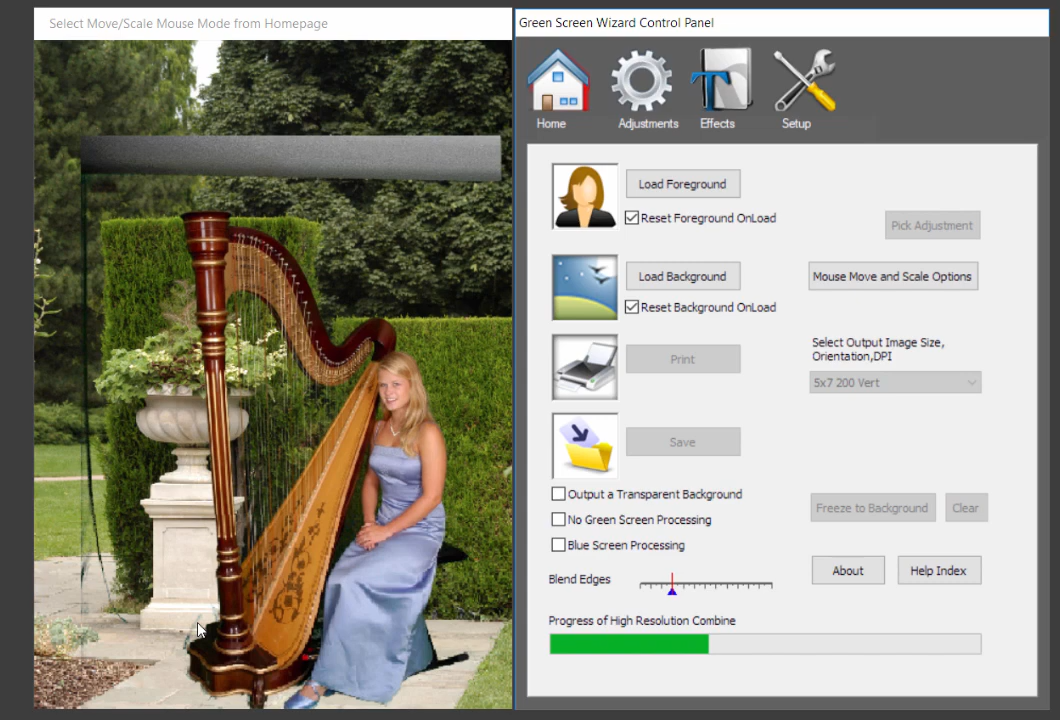 Select Move/Scale Mouse Mode from Homepage
Green Screen Wizard Control Panel
Home
Adjustments
Effects
Setup
Load Foreground
Reset Foreground OnLoad
Pick Adjustment
Load Background
Mouse Move and Scale Options
Reset Background OnLoad
Select Output Image Size,
Orientation,DPI
Print
5x7 200 Vert
Save
Output a Transparent Background
Freeze to Background
Clear
No Green Screen Processing
Blue Screen Processing
About
Help Index
Blend Edges
Progress of High Resolution Combine